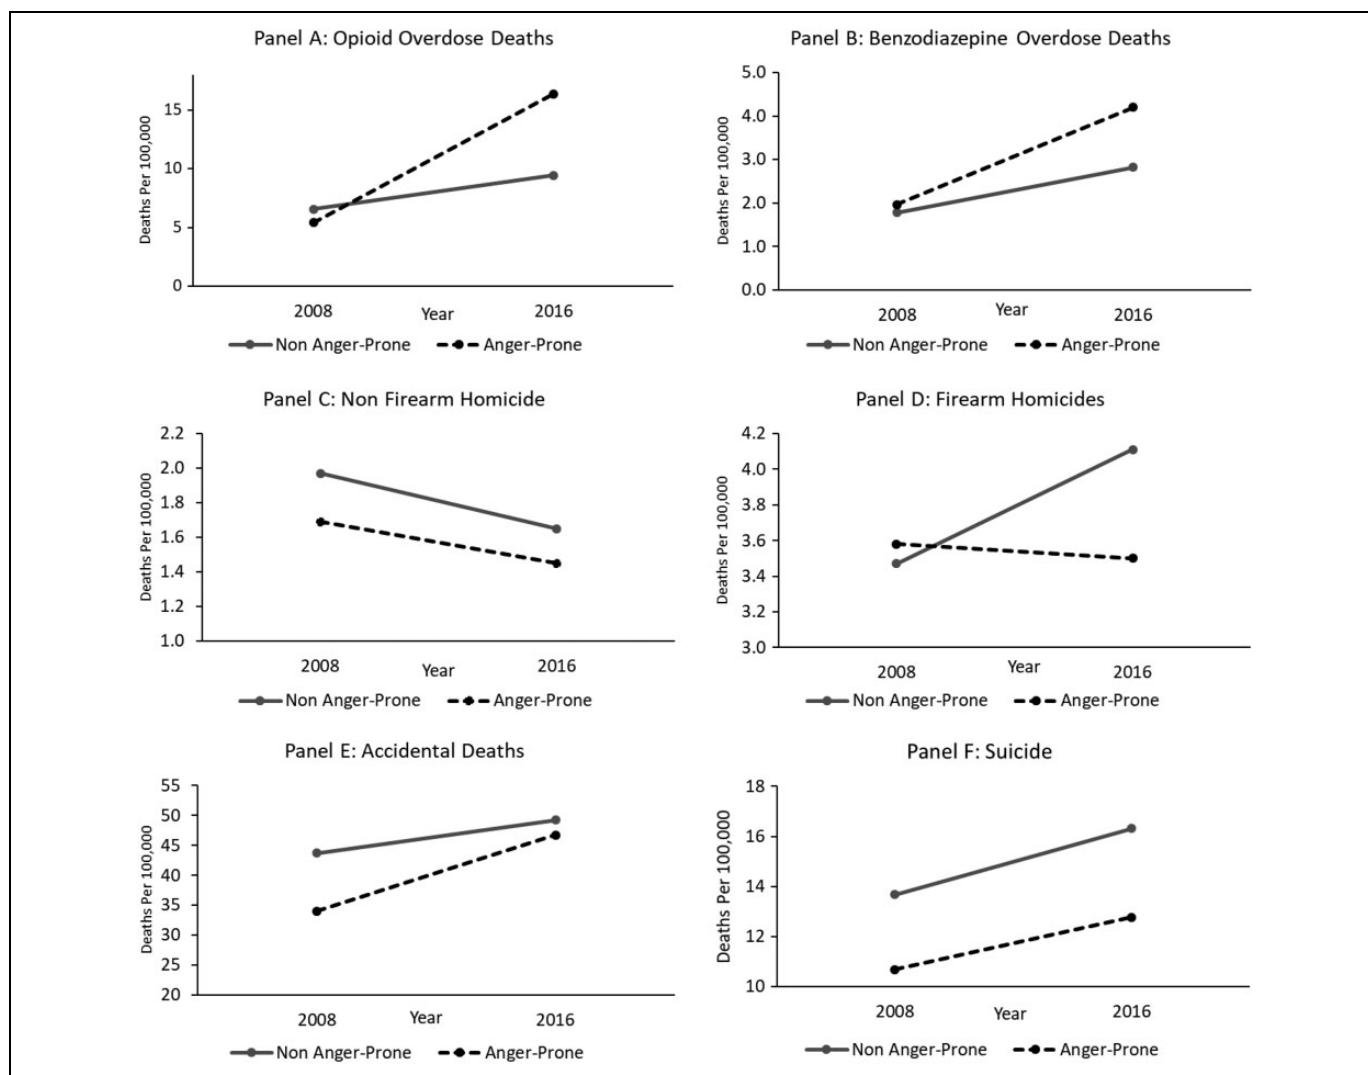 Panel A: Opioid Overdose Deaths
Deaths Per 100,000
15
10
5
0
2008
Year
2016
Non Anger-Prone
Anger-Prone
Panel B: Benzodiazepine Overdose Deaths
Deaths Per 100,000
5.0
4.0
3.0
2.0
1.0
0.0
2008
Year
2016
Non Anger-Prone
Anger-Prone
Panel C: Non Firearm Homicide
Deaths Per 100,000
2.2
2.0
1.8
1.6
1.4
1.2
1.0
2008
Year
2016
Non Anger-Prone
Anger-Prone
Panel D: Firearm Homicides
Deaths Per 100,000
4.2
4.0
3.8
3.6
3.4
3.2
3.0
2008
Year
2016
Non Anger-Prone
Anger-Prone
Panel E: Accidental Deaths
Deaths Per 100,000
55
50
45
40
35
30
25
20
2008
Year
2016
Non Anger-Prone
Anger-Prone
Panel F: Suicide
Deaths Per 100,000
18
16
14
12
10
2008
Year
2016
Non Anger-Prone
Anger-Prone